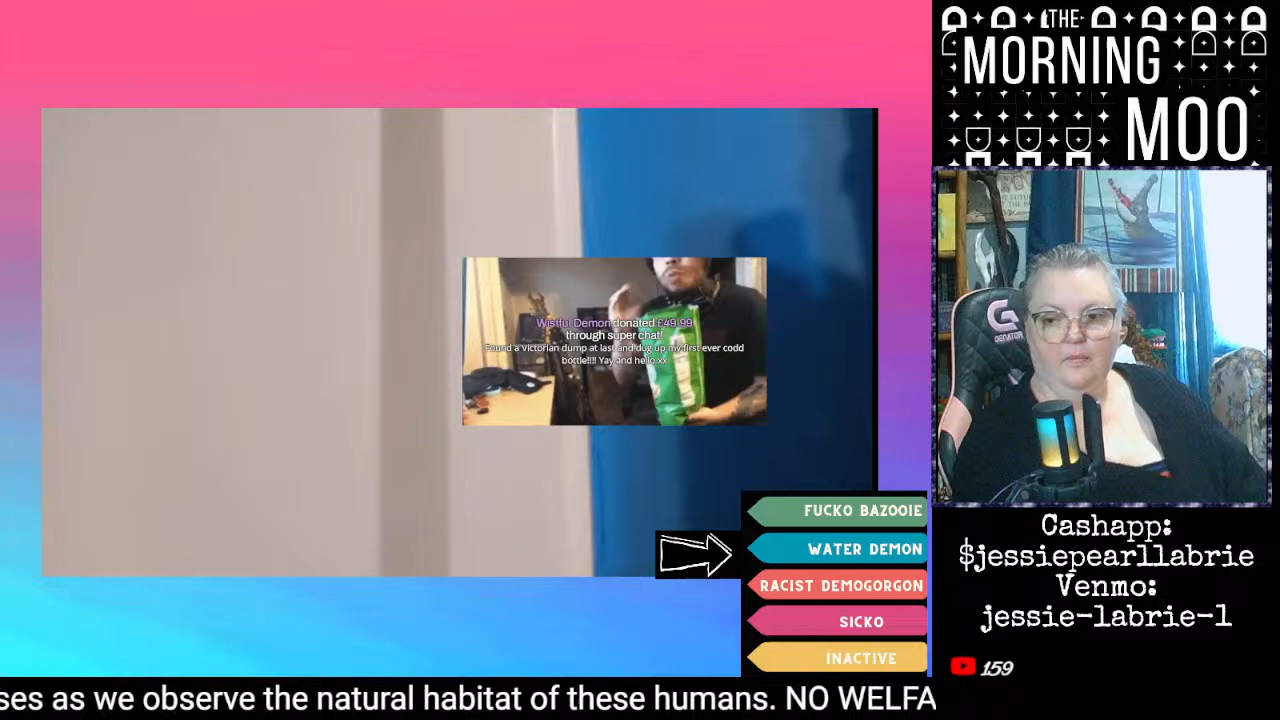 THE
MORNING
MOO
Wistful Demon donated £49.99
through super chat!
Found a Victorian dump at last and dug up my first ever codd
bottle!!!! Yay and hello xx
FUCKO BAZOOIE
WATER DEMON
RACIST DEMOGORGON
SICKO
INACTIVE
Cashapp:
$jessiepearllabrie
Venmo:
jessie-labrie-1
159
ses as we observe the natural habitat of these humans. NO WELFA